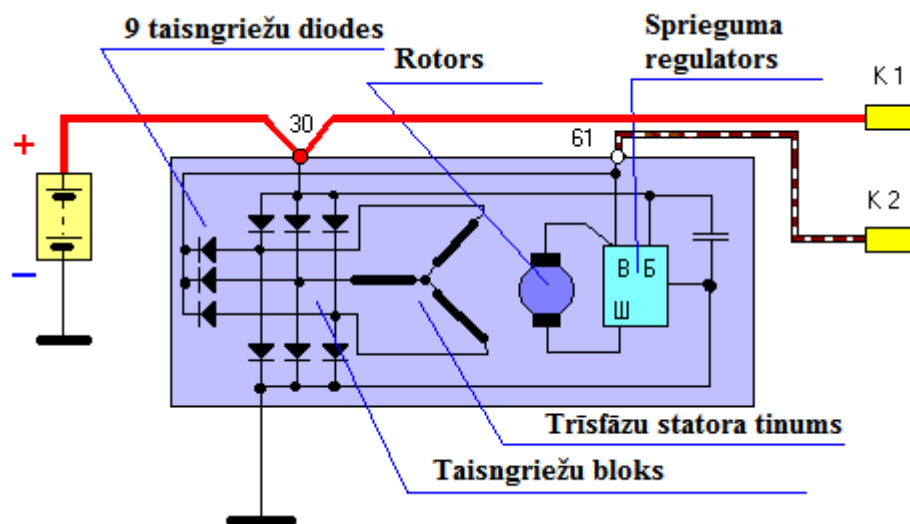 9 taisngriežu diodes
Sprieguma
regulators
Rotors
K 1
30
61
+
K 2
−
В Б
Ш
Trīsfāzu statora tinums
Taisngriežu bloks